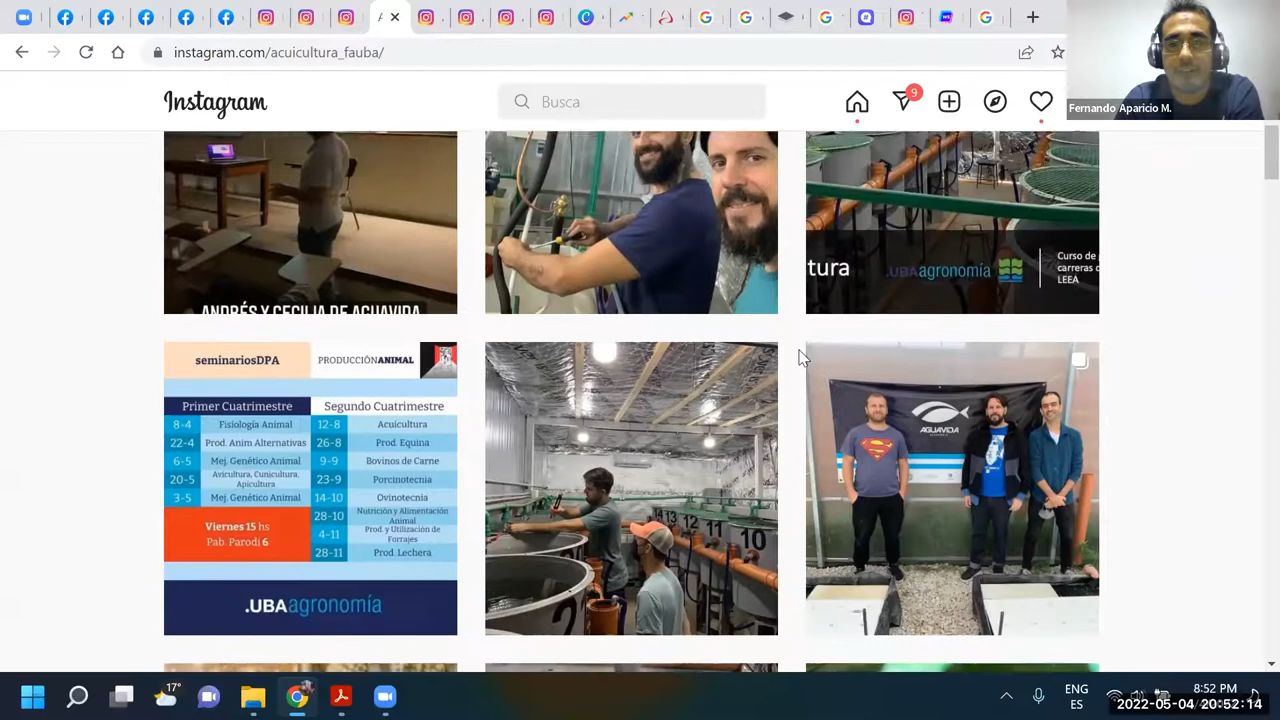 instagram.com/acuicultura_fauba/
Instagram
Busca
9
Fernando Aparicio M.
ANDRÉS Y CECILIA DE AGUAVIDA
tura
.UBAagronomía
Curso de
carreras
LEEA
seminariosDPA
PRODUCCIÓNANIMAL
Primer Cuatrimestre
Segundo Cuatrimestre
8-4 Fisiología Animal
12-8 Acuicultura
22-4 Prod. Anim Alternativas
26-8 Prod. Equina
6-5 Mej. Genético Animal
9-9 Bovinos de Carne
20-5 Avicultura, Cunicultura,
Apicultura
23-9 Porcinotecnia
3-5 Mej. Genético Animal
14-10 Ovinotecnia
28-10 Nutrición y Alimentación
Animal
4-11 Prod. y Utilización de
Forrajes
28-11 Prod. Lechera
Viernes 15 hs
Pab. Parodi 6
.UBAagronomía
14 13 12 11 10
2
AGUAVIDA
17°
ENG
ES
8:52 PM
2022-05-04 20:52:14